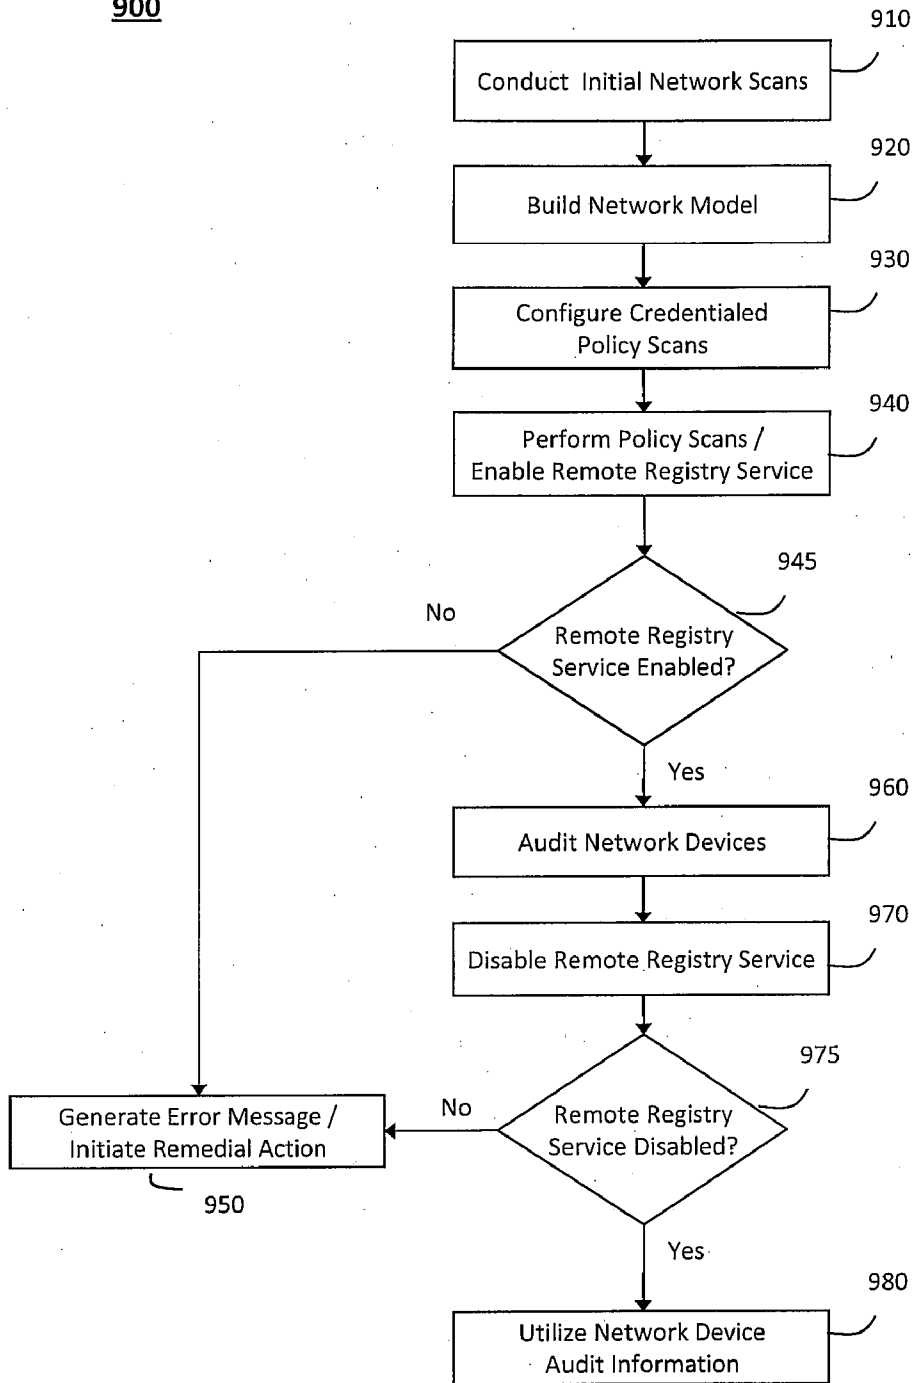 900
910
Conduct Initial Network Scans
920
Build Network Model
930
Configure Credentialed
Policy Scans
940
Perform Policy Scans /
Enable Remote Registry Service
945
No
Remote Registry
Service Enabled?
Yes
960
Audit Network Devices
970
Disable Remote Registry Service
975
Generate Error Message /
Initiate Remedial Action
No
Remote Registry
Service Disabled?
950
Yes
980
Utilize Network Device
Audit Information